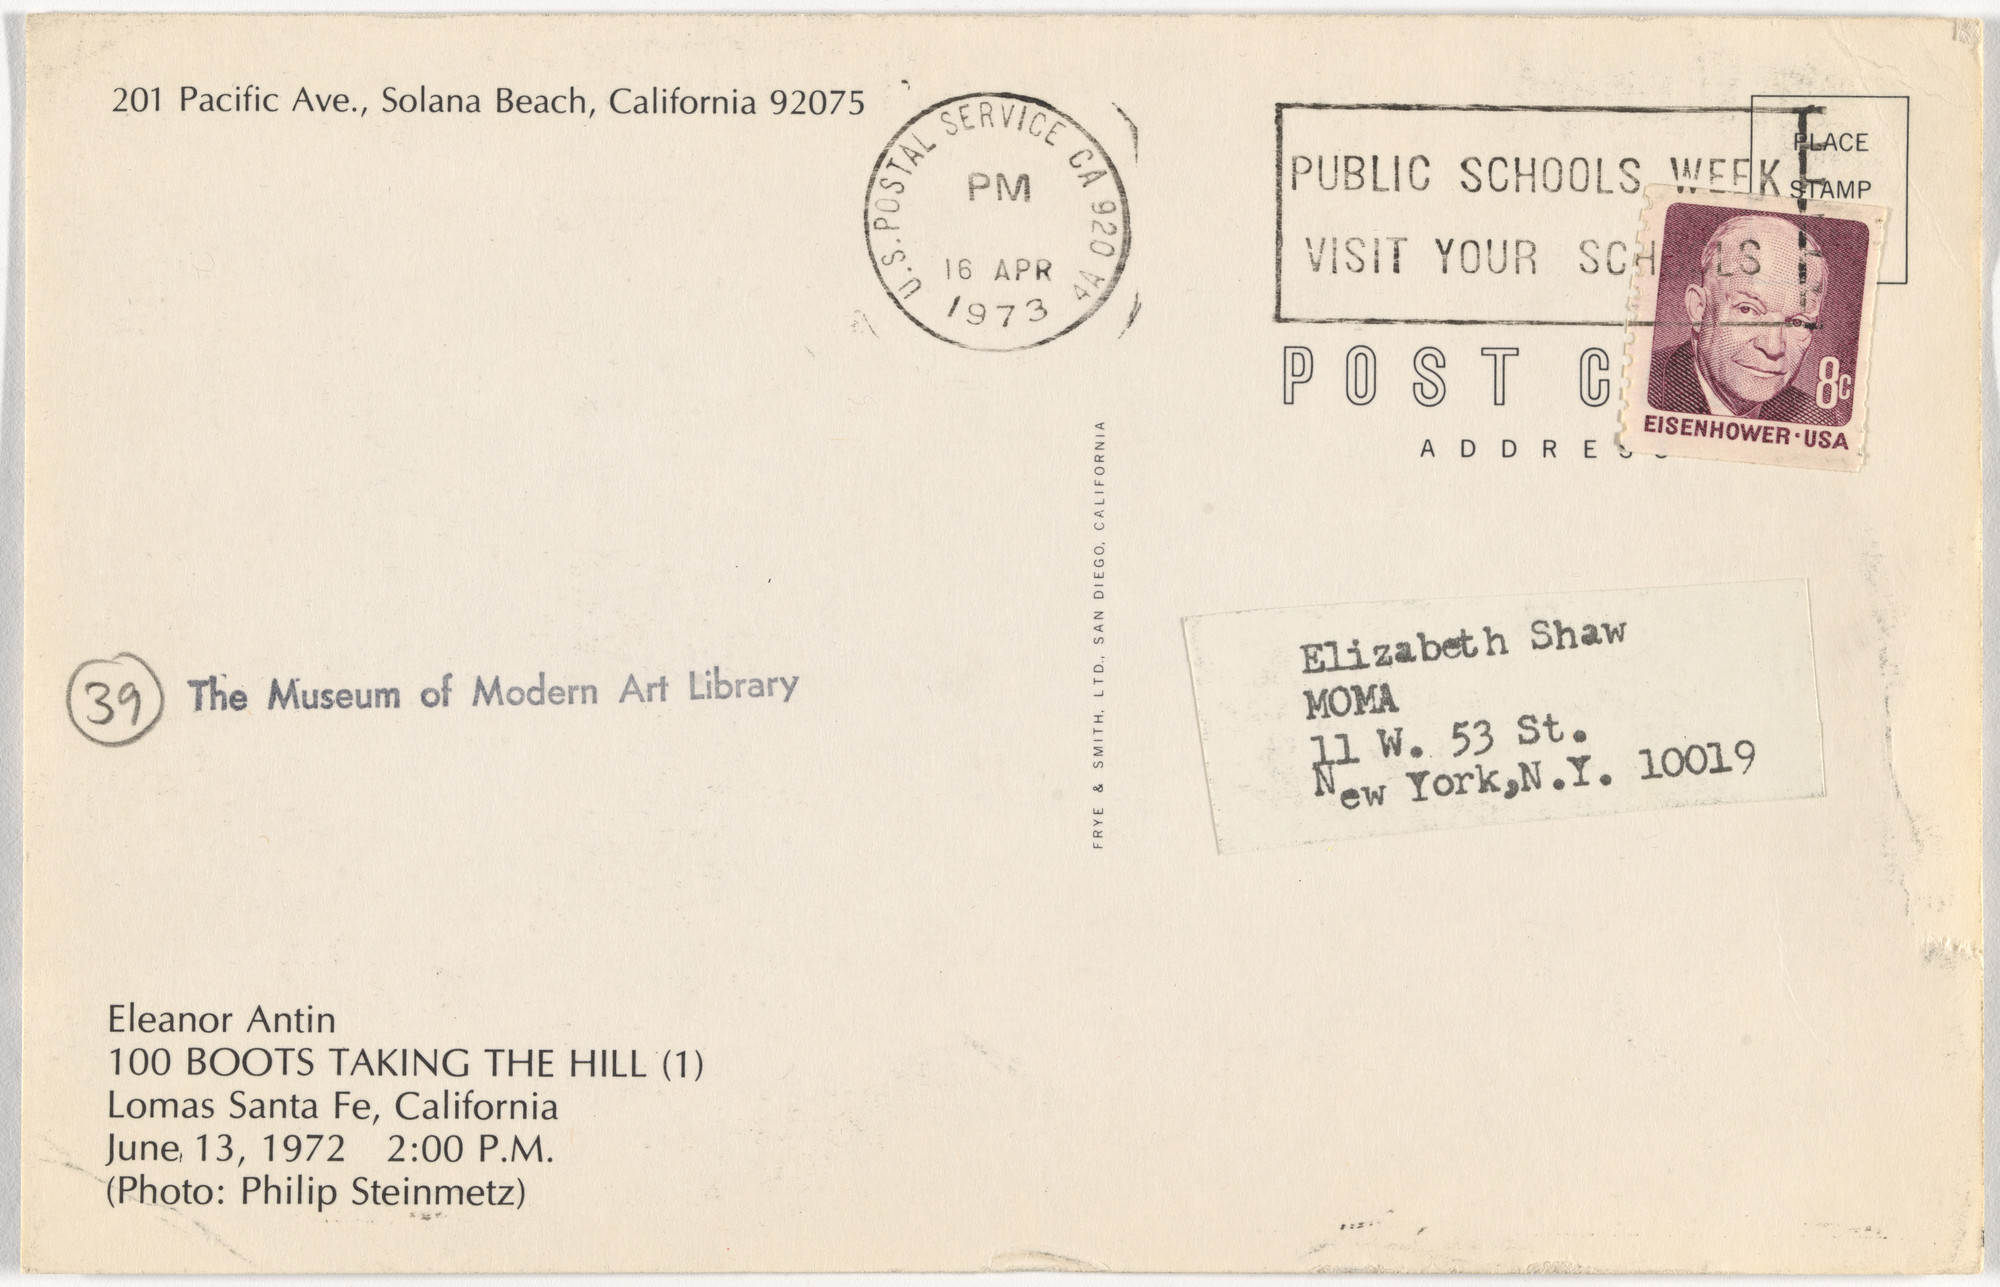 201 Pacific Ave., Solana Beach, California 92075
U.S. POSTAL SERVICE CA 920
4A
PM
16 APR
1973
PUBLIC SCHOOLS WEEK
VISIT YOUR SCH LS
PLACE
STAMP
8c
EISENHOWER·USA
POST C
ADDRESS
FRYE & SMITH, LTD., SAN DIEGO, CALIFORNIA
Elizabeth Shaw
MOMA
11 W. 53 St.
New York,N.Y. 10019
39
The Museum of Modern Art Library
Eleanor Antin
100 BOOTS TAKING THE HILL (1)
Lomas Santa Fe, California
June 13, 1972 2:00 P.M.
(Photo: Philip Steinmetz)